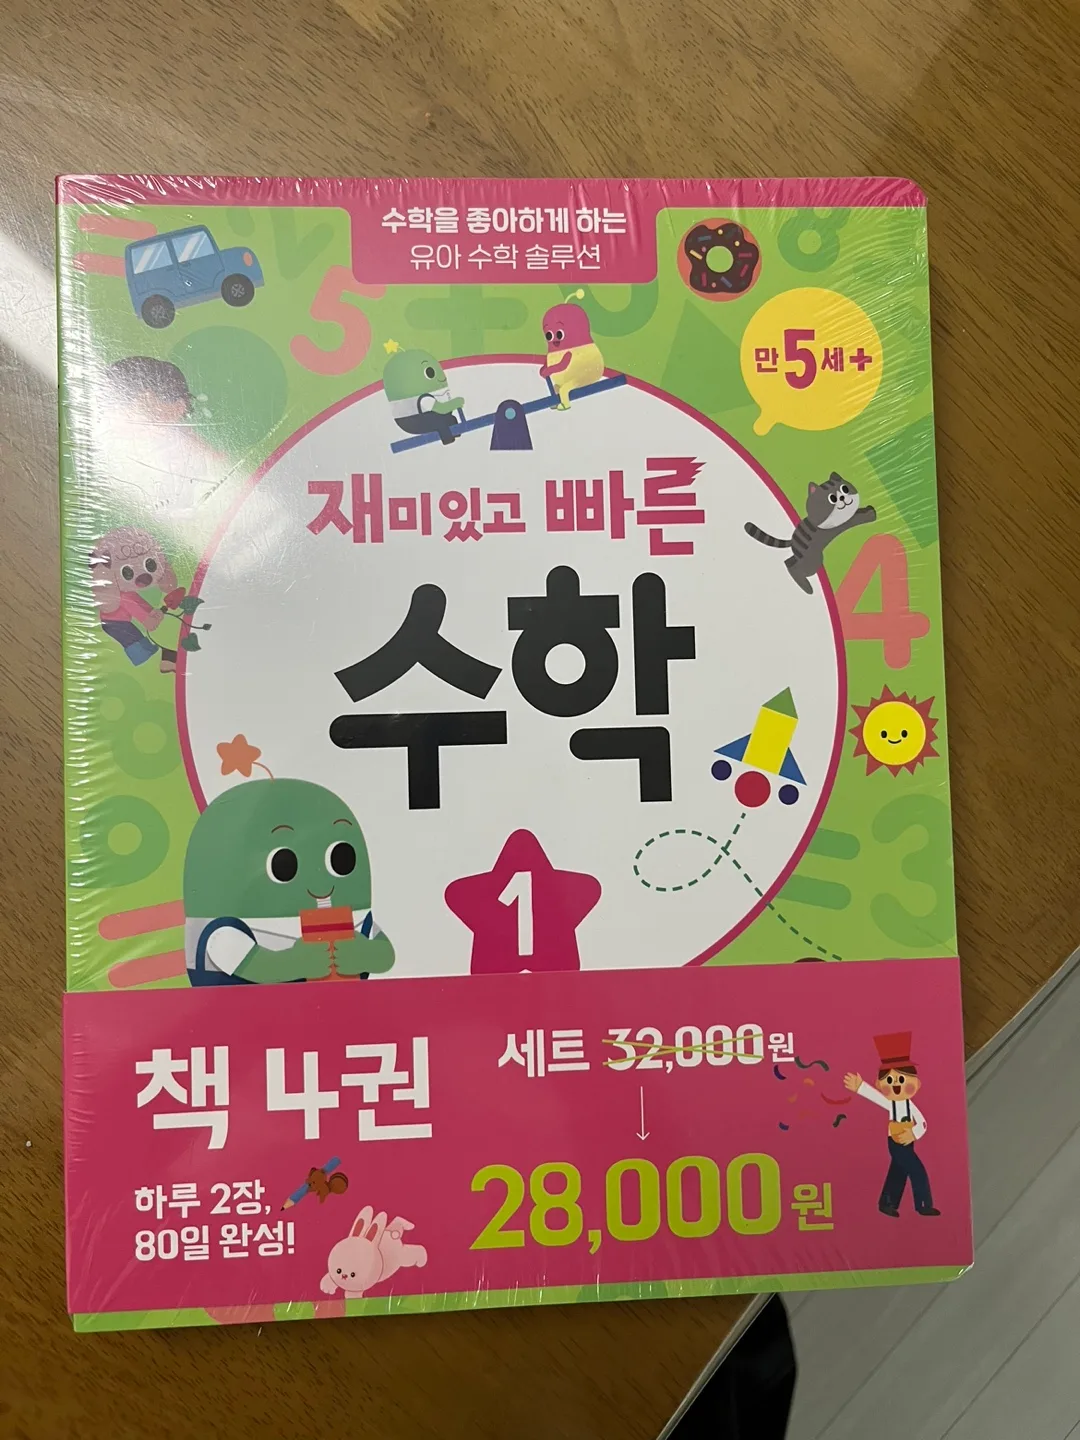 수학을 좋아하게 하는
유아 수학 솔루션
만 5세+
재미있고 빠른
수학
1
책 4권
세트 32,000원
28,000원
하루 2장,
80일 완성!